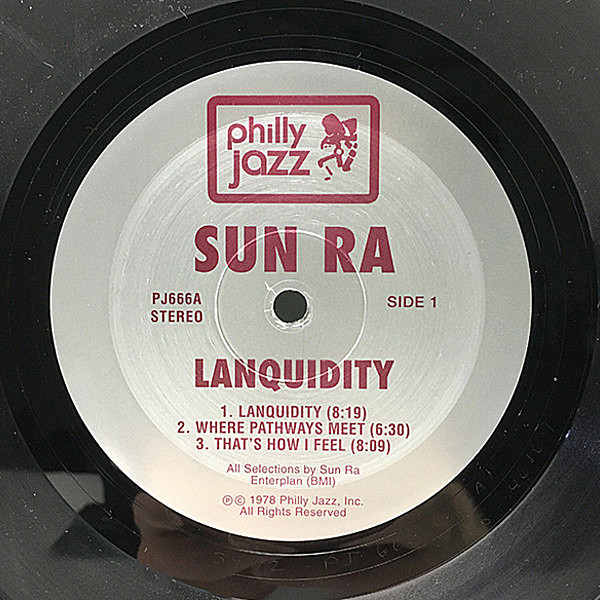 philly
jazz
SUN RA
PJ666A
STEREO
SIDE 1
LANQUIDITY
1. LANQUIDITY (8:19)
2. WHERE PATHWAYS MEET (6:30)
3. THAT'S HOW I FEEL (8:09)
All Selections by Sun Ra
Enterplan (BMI)
℗ © 1978 Philly Jazz, Inc.
All Rights Reserved